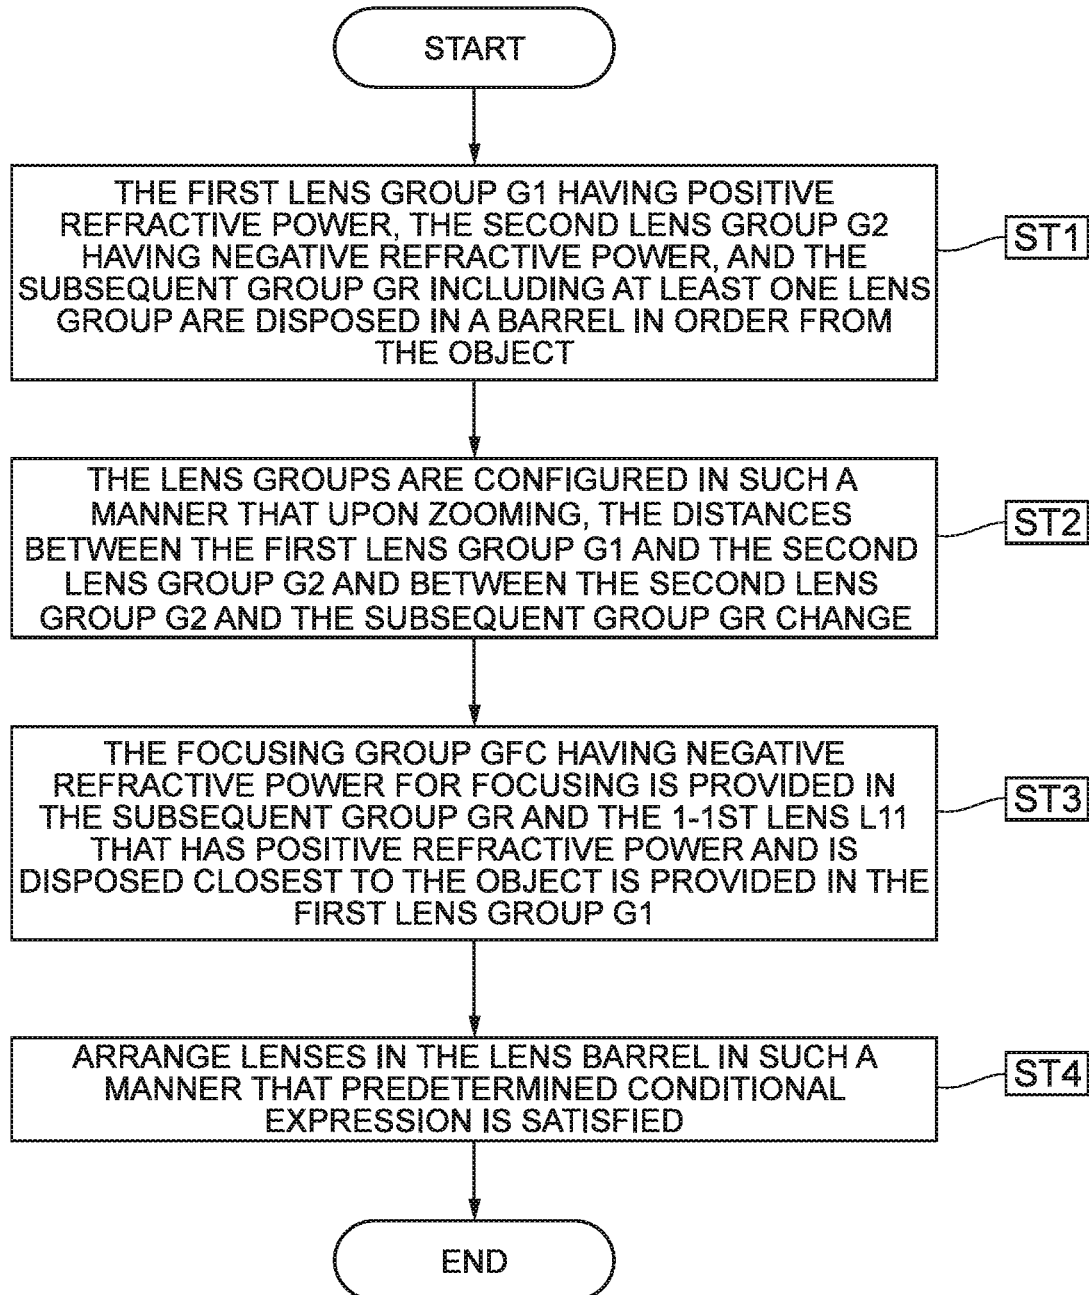 START
THE FIRST LENS GROUP G1 HAVING POSITIVE
REFRACTIVE POWER, THE SECOND LENS GROUP G2
HAVING NEGATIVE REFRACTIVE POWER, AND THE
SUBSEQUENT GROUP GR INCLUDING AT LEAST ONE LENS
GROUP ARE DISPOSED IN A BARREL IN ORDER FROM
THE OBJECT
ST1
THE LENS GROUPS ARE CONFIGURED IN SUCH A
MANNER THAT UPON ZOOMING, THE DISTANCES
BETWEEN THE FIRST LENS GROUP G1 AND THE SECOND
LENS GROUP G2 AND BETWEEN THE SECOND LENS
GROUP G2 AND THE SUBSEQUENT GROUP GR CHANGE
ST2
THE FOCUSING GROUP GFC HAVING NEGATIVE
REFRACTIVE POWER FOR FOCUSING IS PROVIDED IN
THE SUBSEQUENT GROUP GR AND THE 1-1ST LENS L11
THAT HAS POSITIVE REFRACTIVE POWER AND IS
DISPOSED CLOSEST TO THE OBJECT IS PROVIDED IN THE
FIRST LENS GROUP G1
ST3
ARRANGE LENSES IN THE LENS BARREL IN SUCH A
MANNER THAT PREDETERMINED CONDITIONAL
EXPRESSION IS SATISFIED
ST4
END